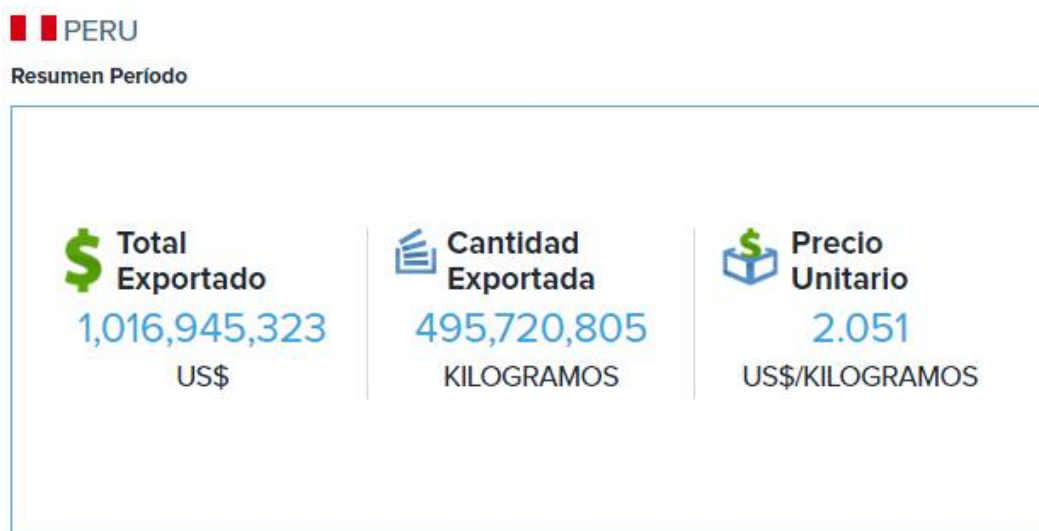 PERU
Resumen Período
Total
Exportado
1,016,945,323
US$
Cantidad
Exportada
495,720,805
KILOGRAMOS
Precio
Unitario
2.051
US$/KILOGRAMOS